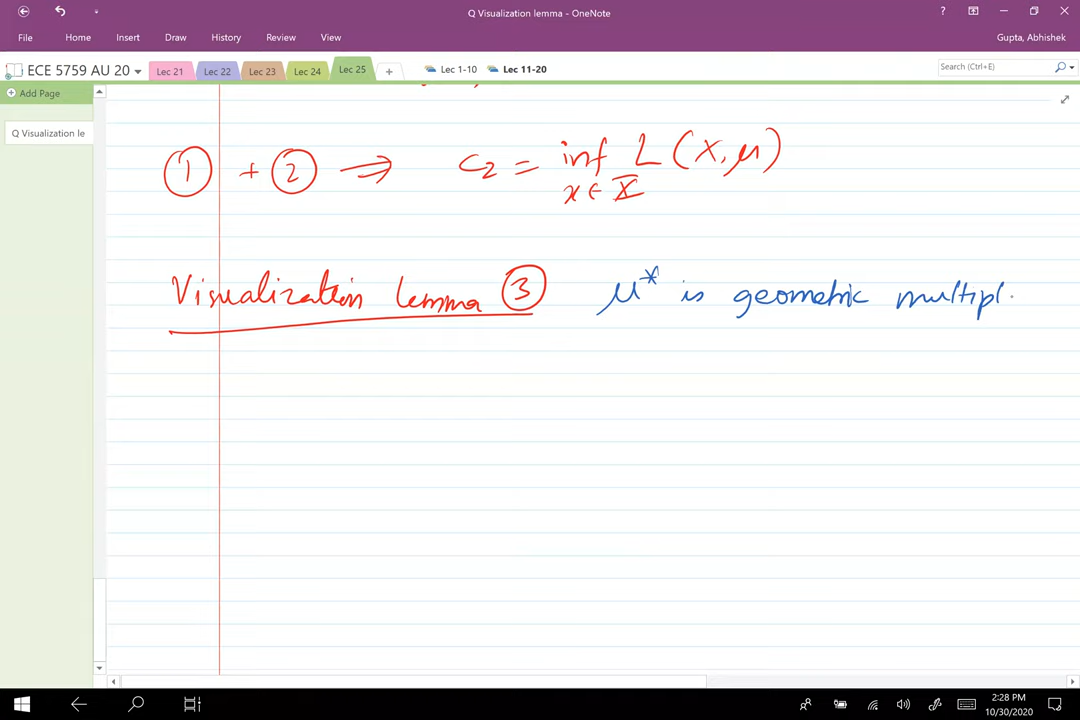 Q Visualization lemma - OneNote
File Home Insert Draw History Review View
Gupta, Abhishek
ECE 5759 AU 20
Lec 21 Lec 22 Lec 23 Lec 24 Lec 25 + Lec 1-10 Lec 11-20
Search (Ctrl+E)
+ Add Page
Q Visualization le
① + ② ⟹ c₂ = inf L(x, μ)
x ∈ X
Visualization lemma ③ μ* is geometric multipl
2:28 PM
10/30/2020